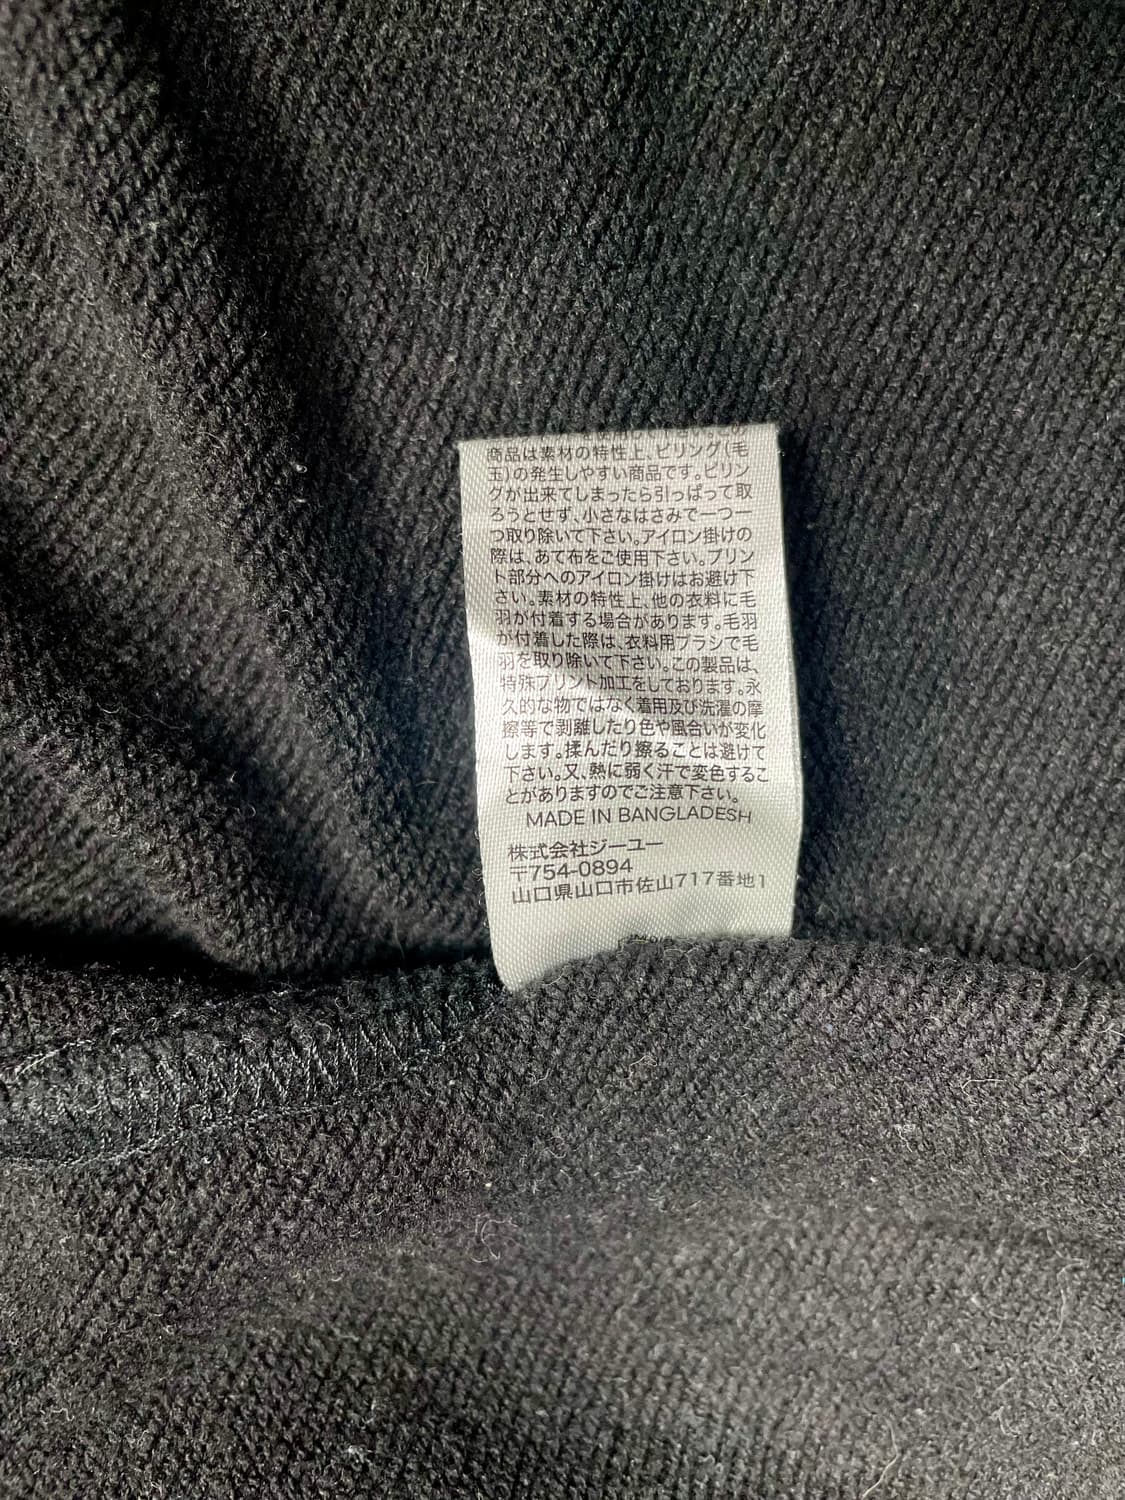 商品は素材の特性上、ピリング(毛
玉)の発生しやすい商品です。ピリン
グが出来てしまったら引っぱって取
ろうとせず、小さなはさみで一つ一
つ取り除いて下さい。アイロン掛けの
際は、あて布をご使用下さい。プリン
ト部分へのアイロン掛けはお避け下
さい。素材の特性上、他の衣料に毛
羽が付着する場合があります。毛羽
が付着した際は、衣料用ブラシで毛
羽を取り除いて下さい。この製品は、
特殊プリント加工をしております。永
久的な物ではなく着用及び洗濯の摩
擦等で剥離したり色や風合いが変化
します。揉んだり擦ることは避けて
下さい。又、熱に弱く汗で変色するこ
とがありますのでご注意下さい。
MADE IN BANGLADESH
株式会社ジーユー
〒754-0894
山口県山口市佐山717番地1